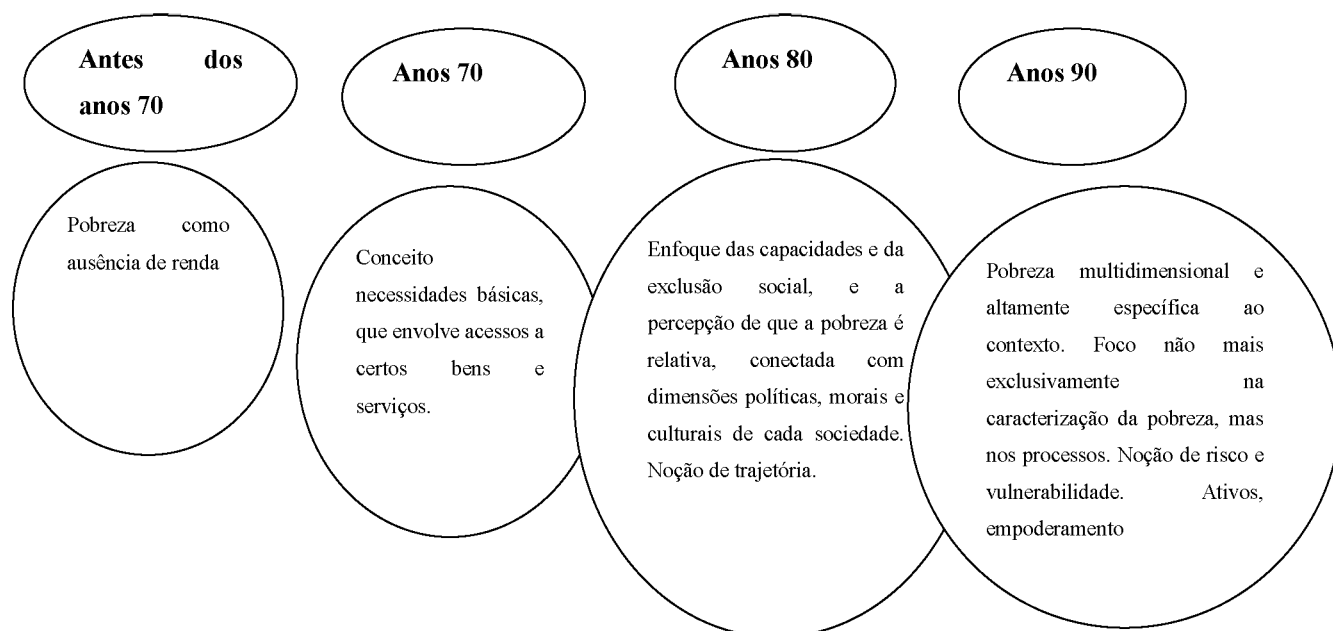 Antes dos
anos 70
Anos 70
Anos 80
Anos 90
Pobreza como
ausência de renda
Conceito
necessidades básicas,
que envolve acessos a
certos bens e
serviços.
Enfoque das capacidades e da
exclusão social, e a
percepção de que a pobreza é
relativa, conectada com
dimensões políticas, morais e
culturais de cada sociedade.
Noção de trajetória.
Pobreza multidimensional e
altamente específica ao
contexto. Foco não mais
exclusivamente na
caracterização da pobreza, mas
nos processos. Noção de risco e
vulnerabilidade. Ativos,
empoderamento